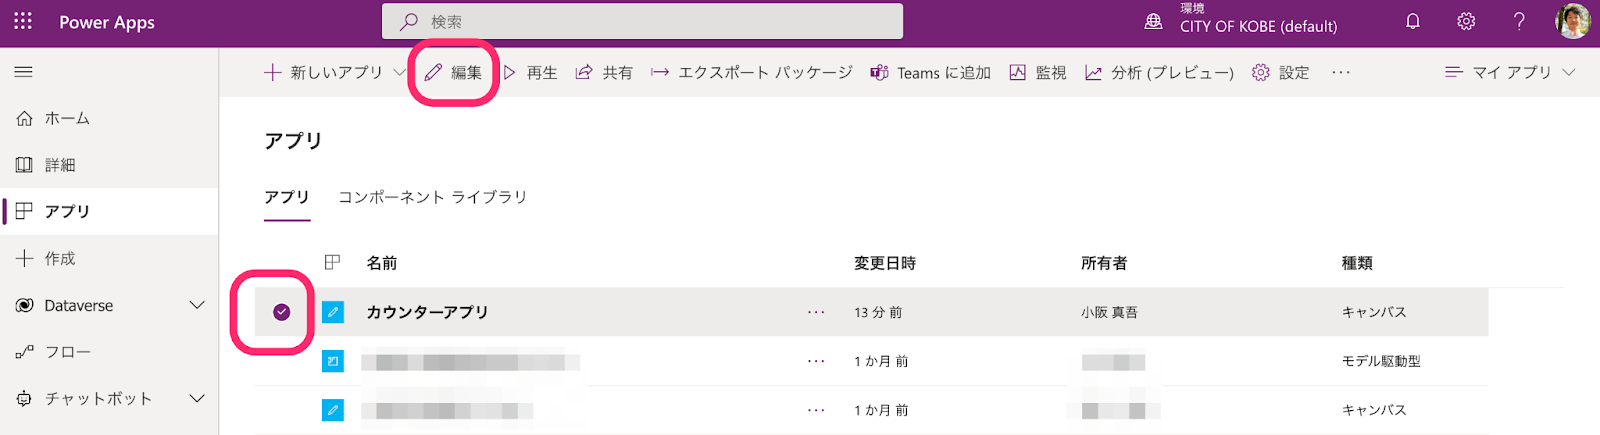 Power Apps
検索
環境
CITY OF KOBE (default)
新しいアプリ 編集 再生 共有 エクスポート パッケージ Teams に追加 監視 分析 (プレビュー) 設定 ··· マイ アプリ
ホーム
詳細
アプリ
作成
Dataverse
フロー
チャットボット
アプリ
アプリ コンポーネント ライブラリ
名前 変更日時 所有者 種類
カウンターアプリ ··· 13 分 前 小阪 真吾 キャンバス
··· 1 か月 前 モデル駆動型
··· 1 か月 前 キャンバス